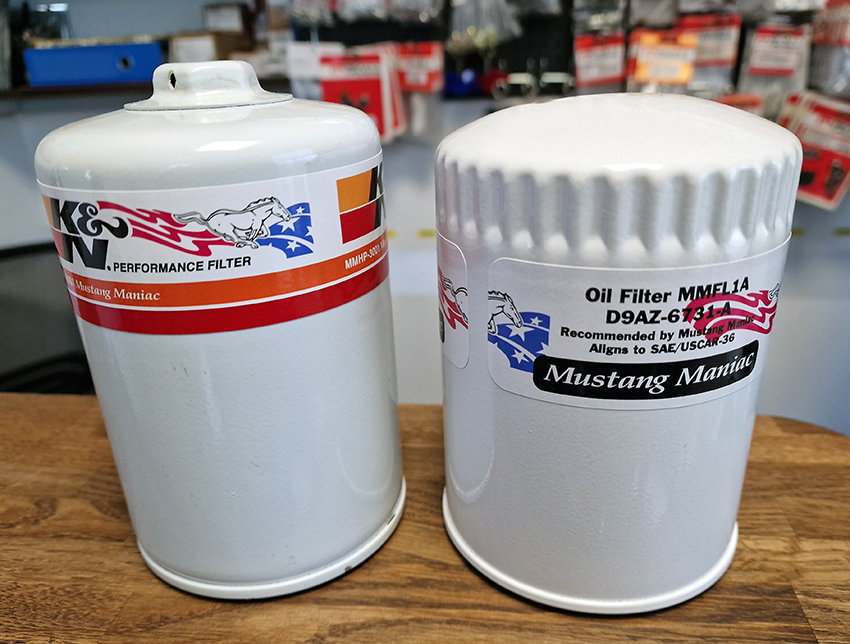 K&N
PERFORMANCE FILTER
Mustang Maniac
MMHP-3001
Oil Filter MMFL1A
D9AZ-6731-A
Recommended by Mustang Maniac
Aligns to SAE/USCAR-36
Mustang Maniac